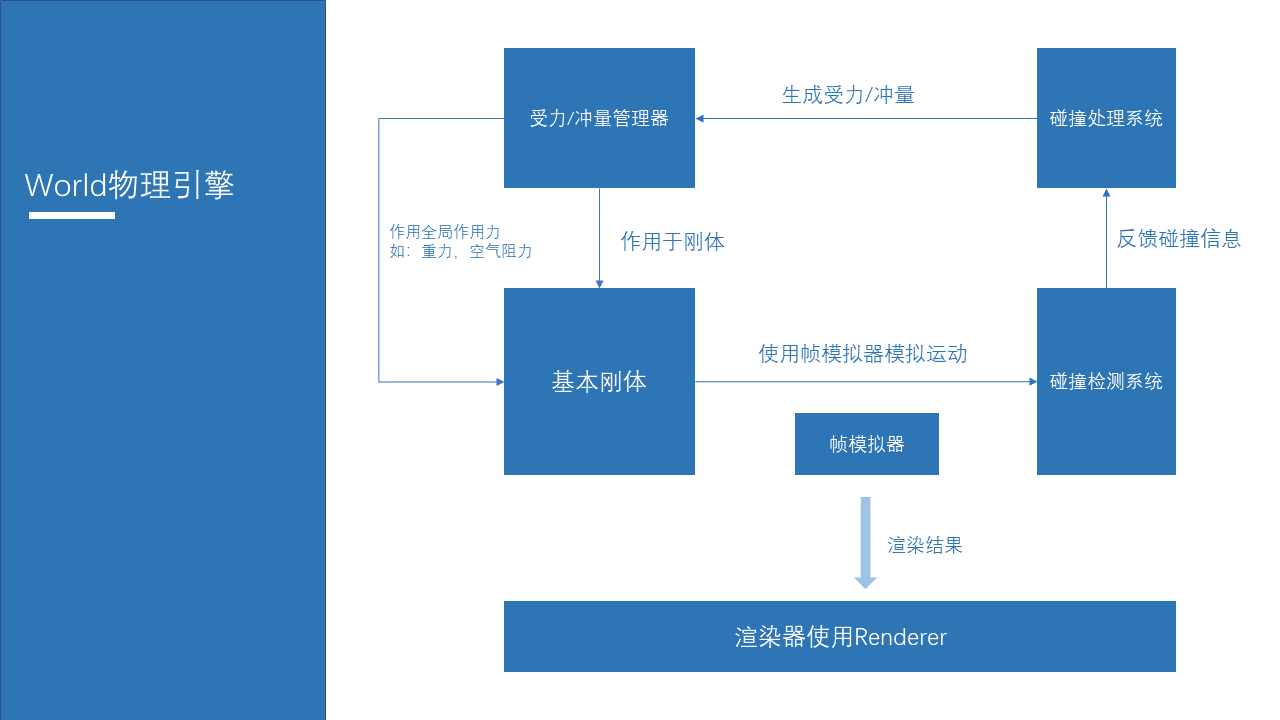 World物理引擎
受力/冲量管理器
生成受力/冲量
碰撞处理系统
作用全局作用力
如：重力，空气阻力
作用于刚体
反馈碰撞信息
基本刚体
使用帧模拟器模拟运动
碰撞检测系统
帧模拟器
渲染结果
渲染器使用Renderer